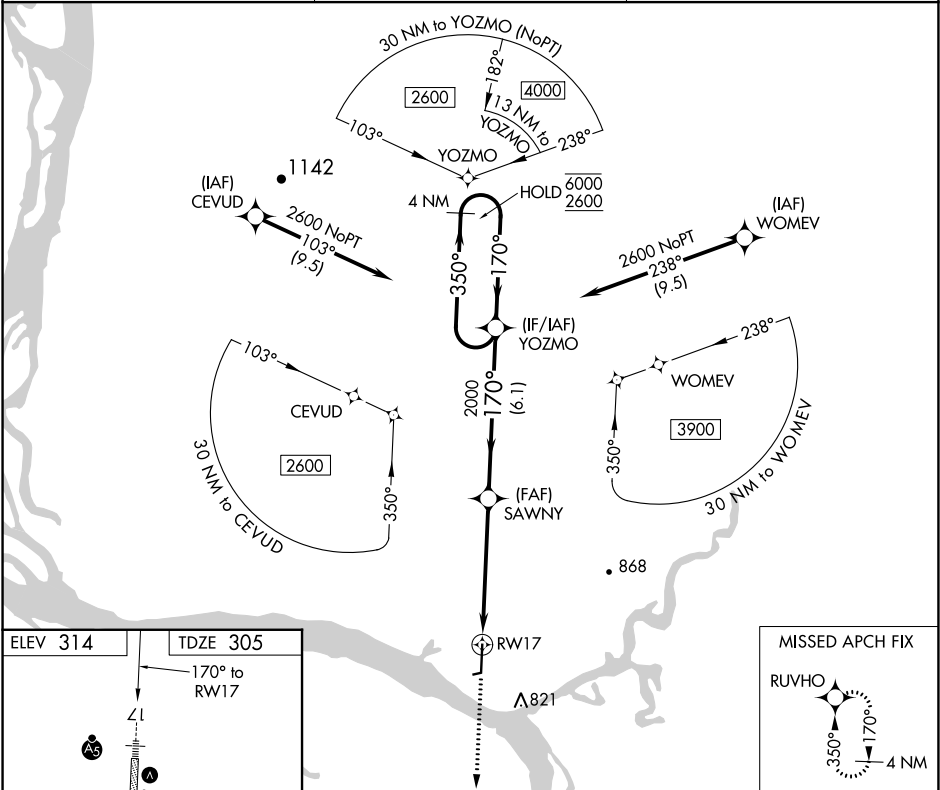 30 NM to YOZMO (NoPT)
182°
2600
4000
13 NM to
YOZMO
103°
238°
YOZMO
1142
(IAF)
CEVUD
2600 NoPT
103°
(9.5)
4 NM
HOLD 6000
2600
(IAF)
WOMEV
2600 NoPT
238°
(9.5)
350°
170°
(IF/IAF)
YOZMO
103°
CEVUD
2600
350°
30 NM to CEVUD
2000
170°
(6.1)
238°
WOMEV
3900
350°
30 NM to WOMEV
(FAF)
SAWNY
868
RW17
821
ELEV 314
TDZE 305
170° to
RW17
17
A5
MISSED APCH FIX
RUVHO
350°
170°
4 NM